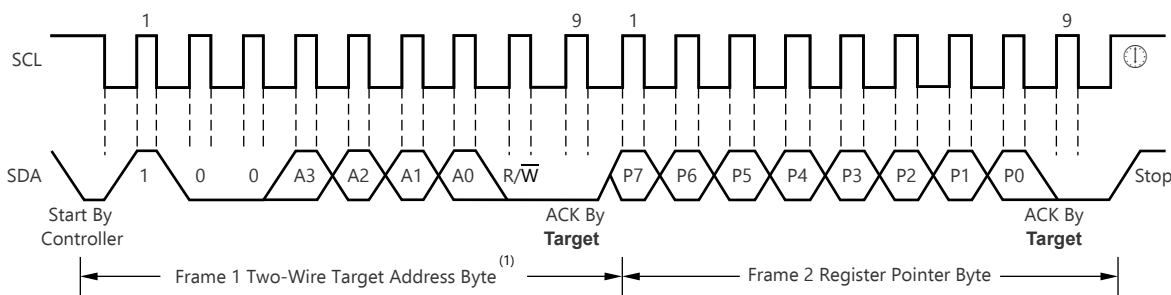 1 9 1 9
SCL
SDA 1 0 0 A3 A2 A1 A0 R/W̅ P7 P6 P5 P4 P3 P2 P1 P0 Stop
Start By
Controller
ACK By
Target
ACK By
Target
Frame 1 Two-Wire Target Address Byte(1)
Frame 2 Register Pointer Byte